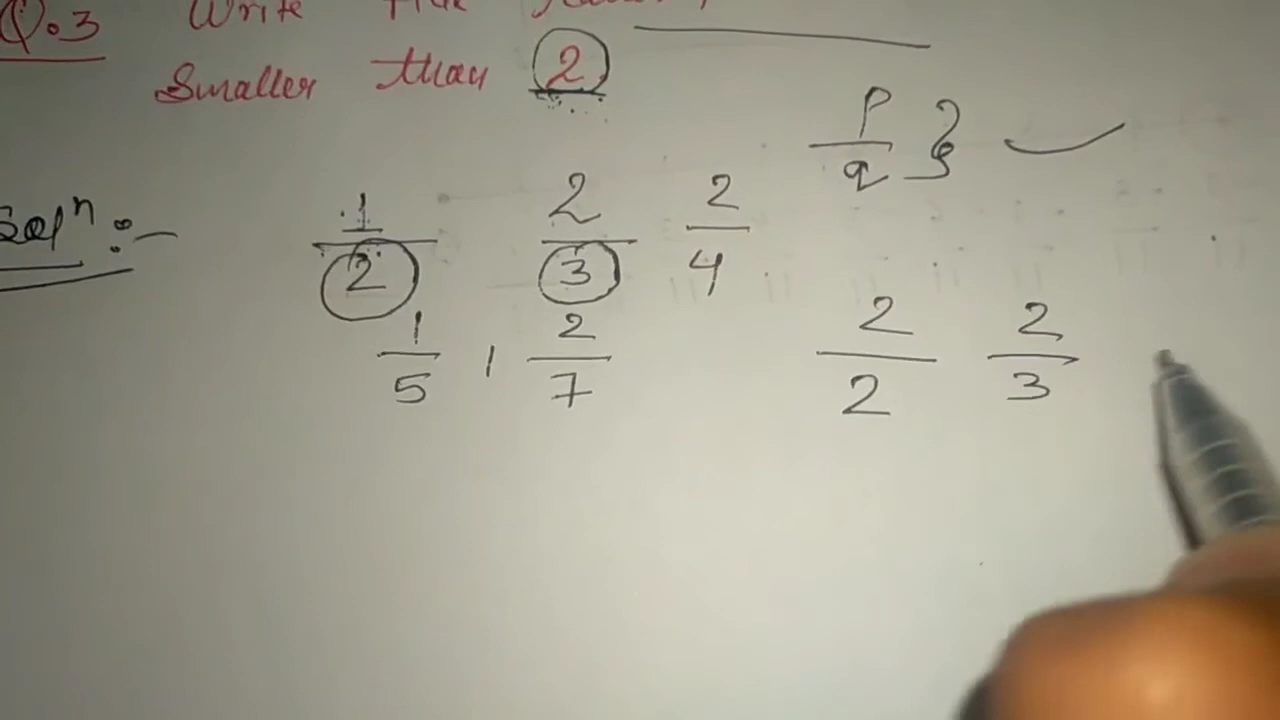 Q.3 Write
Smaller than 2
p/q }
Solⁿ :- 1/2 2/3 2/4
1/5 , 2/7 2/2 2/3